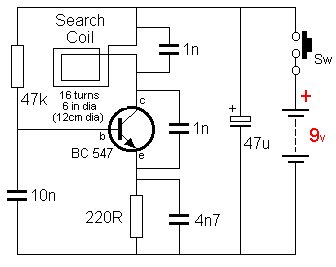 Search
Coil
1n
Sw
47k
16 turns
6 in dia
(12cm dia)
c
b
BC 547
e
1n
+
47u
+
9v
10n
220R
4n7